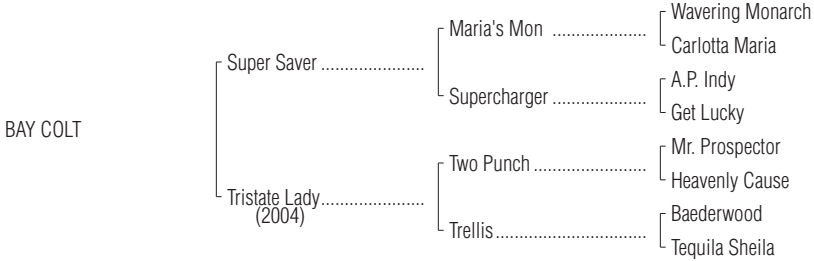 Wavering Monarch
Maria's Mon ....................
Carlotta Maria
Super Saver ......................
A.P. Indy
Supercharger ....................
Get Lucky
BAY COLT
Mr. Prospector
Two Punch ........................
Heavenly Cause
Tristate Lady......................
(2004)
Baederwood
Trellis ................................
Tequila Sheila